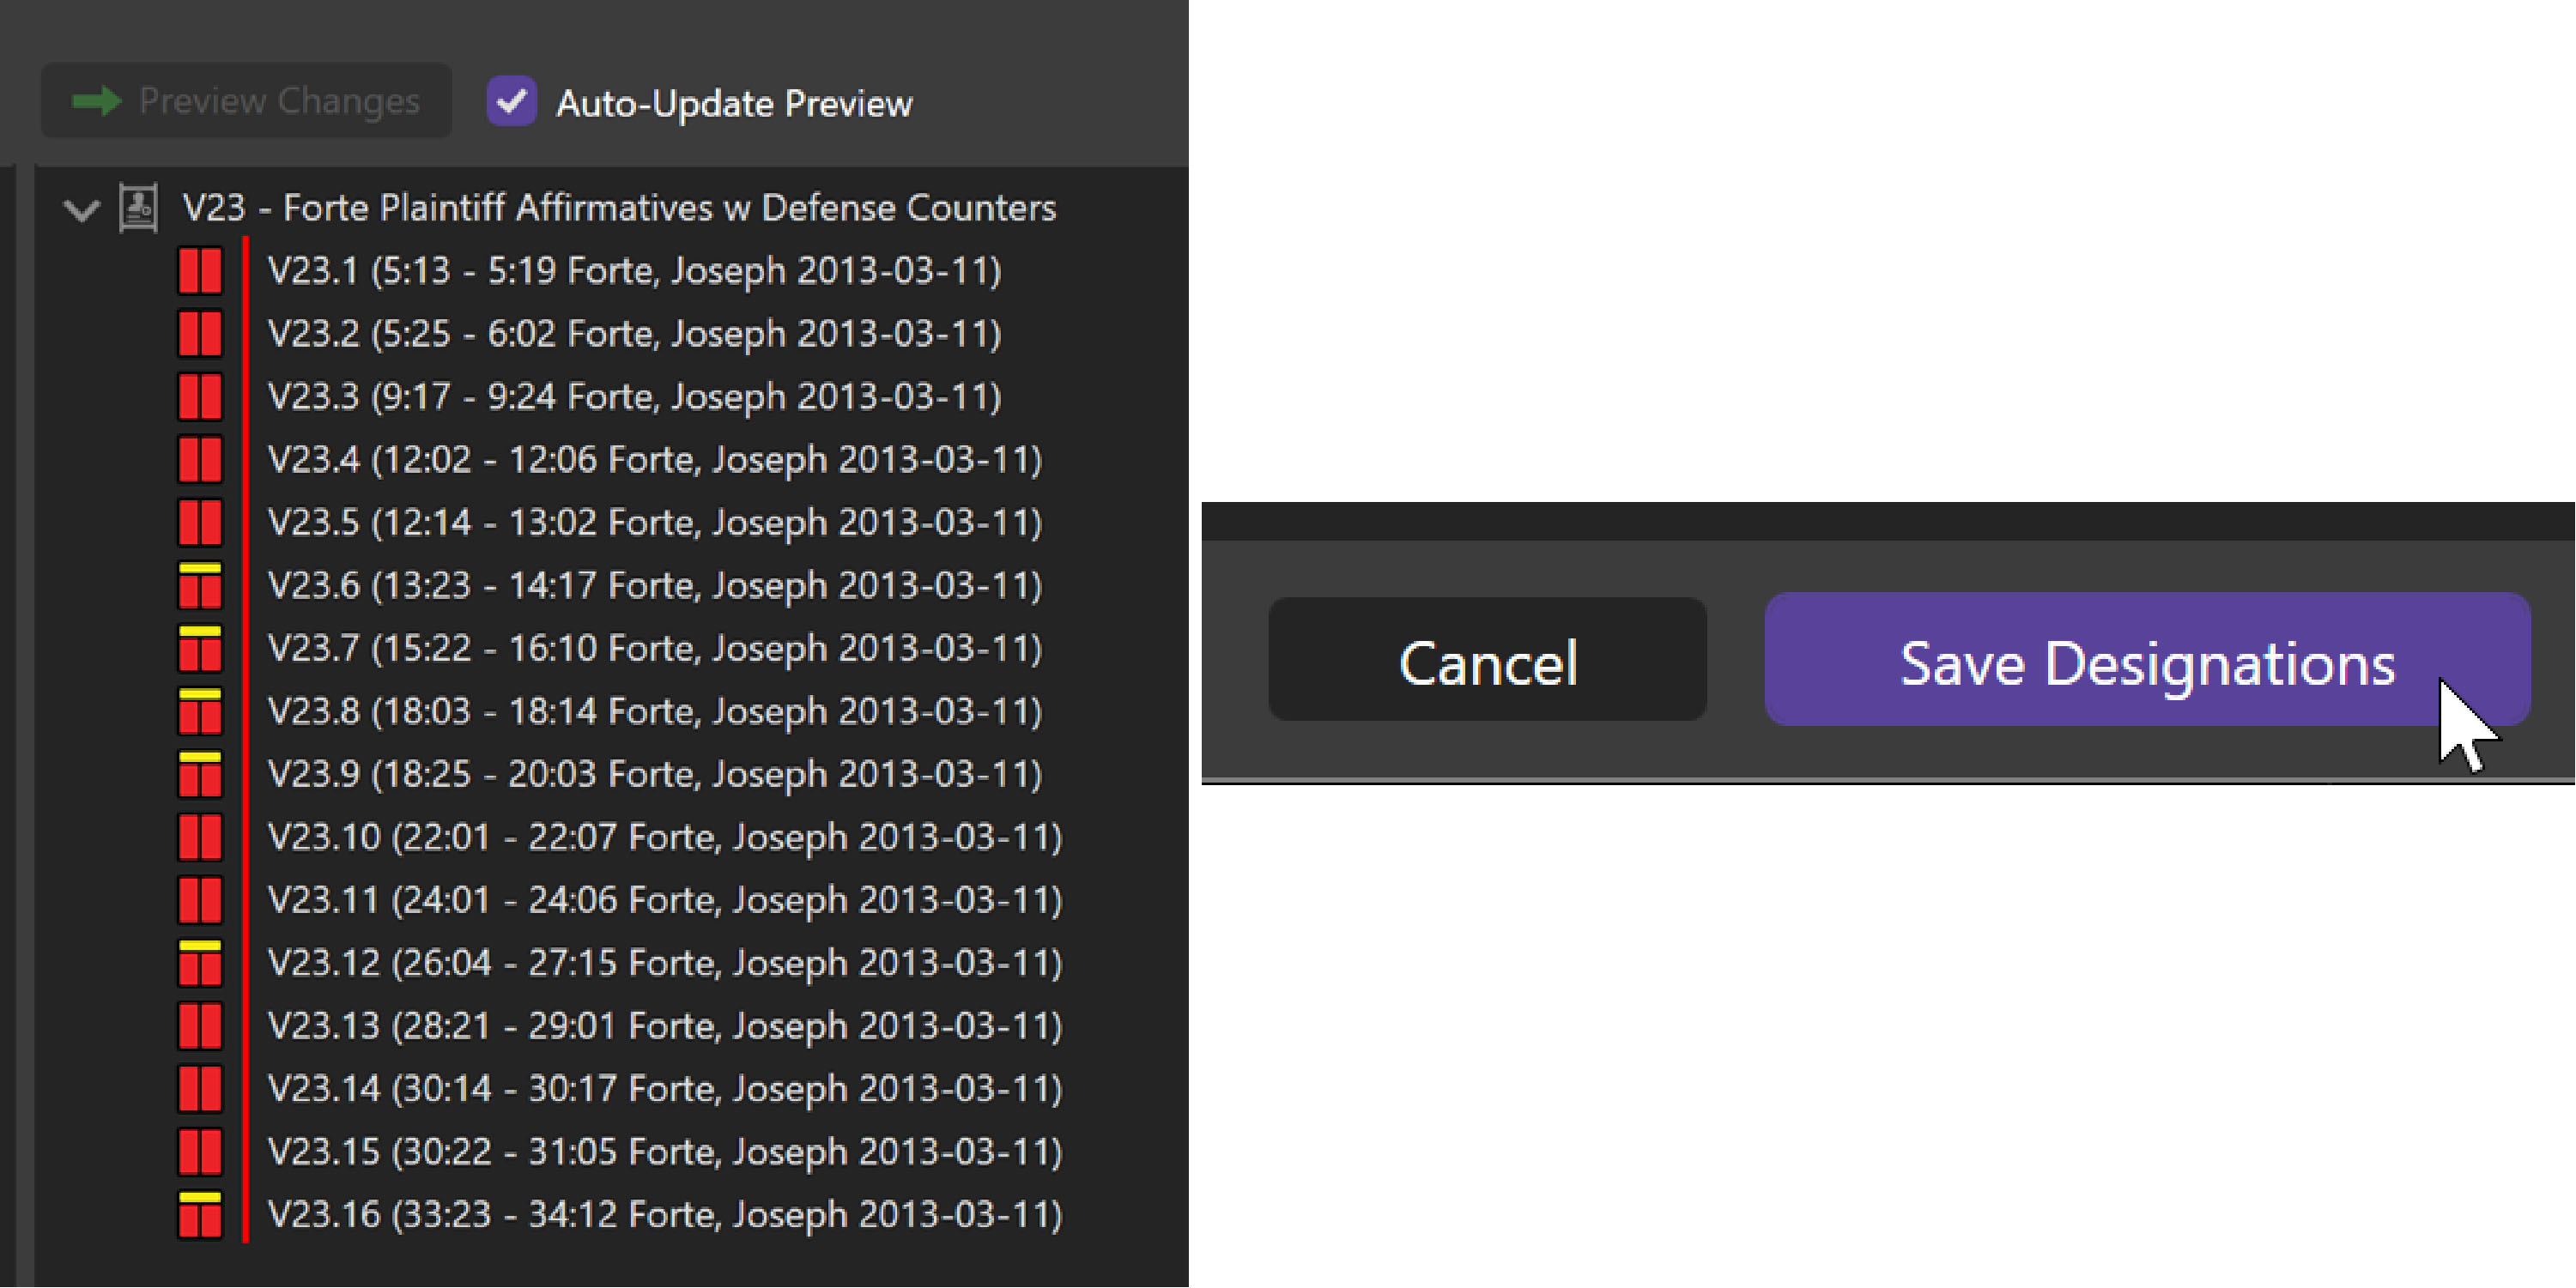 Preview Changes
Auto-Update Preview
V23 - Forte Plaintiff Affirmatives w Defense Counters
V23.1 (5:13 - 5:19 Forte, Joseph 2013-03-11)
V23.2 (5:25 - 6:02 Forte, Joseph 2013-03-11)
V23.3 (9:17 - 9:24 Forte, Joseph 2013-03-11)
V23.4 (12:02 - 12:06 Forte, Joseph 2013-03-11)
V23.5 (12:14 - 13:02 Forte, Joseph 2013-03-11)
V23.6 (13:23 - 14:17 Forte, Joseph 2013-03-11)
V23.7 (15:22 - 16:10 Forte, Joseph 2013-03-11)
V23.8 (18:03 - 18:14 Forte, Joseph 2013-03-11)
V23.9 (18:25 - 20:03 Forte, Joseph 2013-03-11)
V23.10 (22:01 - 22:07 Forte, Joseph 2013-03-11)
V23.11 (24:01 - 24:06 Forte, Joseph 2013-03-11)
V23.12 (26:04 - 27:15 Forte, Joseph 2013-03-11)
V23.13 (28:21 - 29:01 Forte, Joseph 2013-03-11)
V23.14 (30:14 - 30:17 Forte, Joseph 2013-03-11)
V23.15 (30:22 - 31:05 Forte, Joseph 2013-03-11)
V23.16 (33:23 - 34:12 Forte, Joseph 2013-03-11)
Cancel
Save Designations